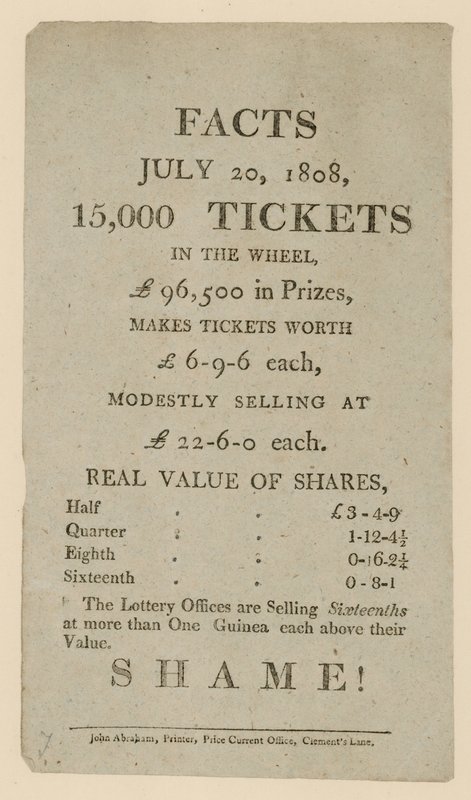 FACTS
JULY 20, 1808,
15,000 TICKETS
IN THE WHEEL,
£ 96,500 in Prizes,
MAKES TICKETS WORTH
£ 6-9-6 each,
MODESTLY SELLING AT
£ 22-6-0 each.
REAL VALUE OF SHARES,
Half . . £3-4-9
Quarter . . 1-12-4½
Eighth . . 0-16-2¼
Sixteenth . . 0-8-1
The Lottery Offices are Selling Sixteenths
at more than One Guinea each above their
Value.
SHAME!
John Abraham, Printer, Price Current Office, Clement's Lane.